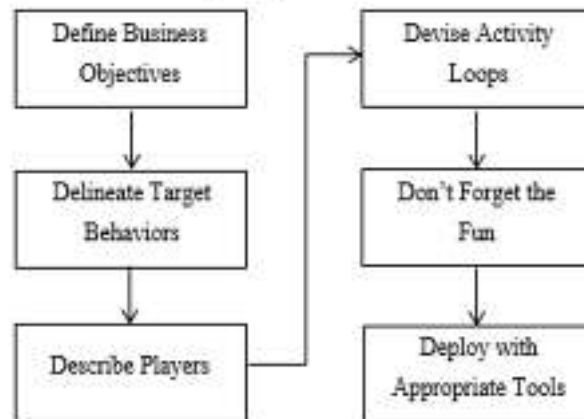 Define Business
Objectives
Delineate Target
Behaviors
Describe Players
Devise Activity
Loops
Don't Forget the
Fun
Deploy with
Appropriate Tools